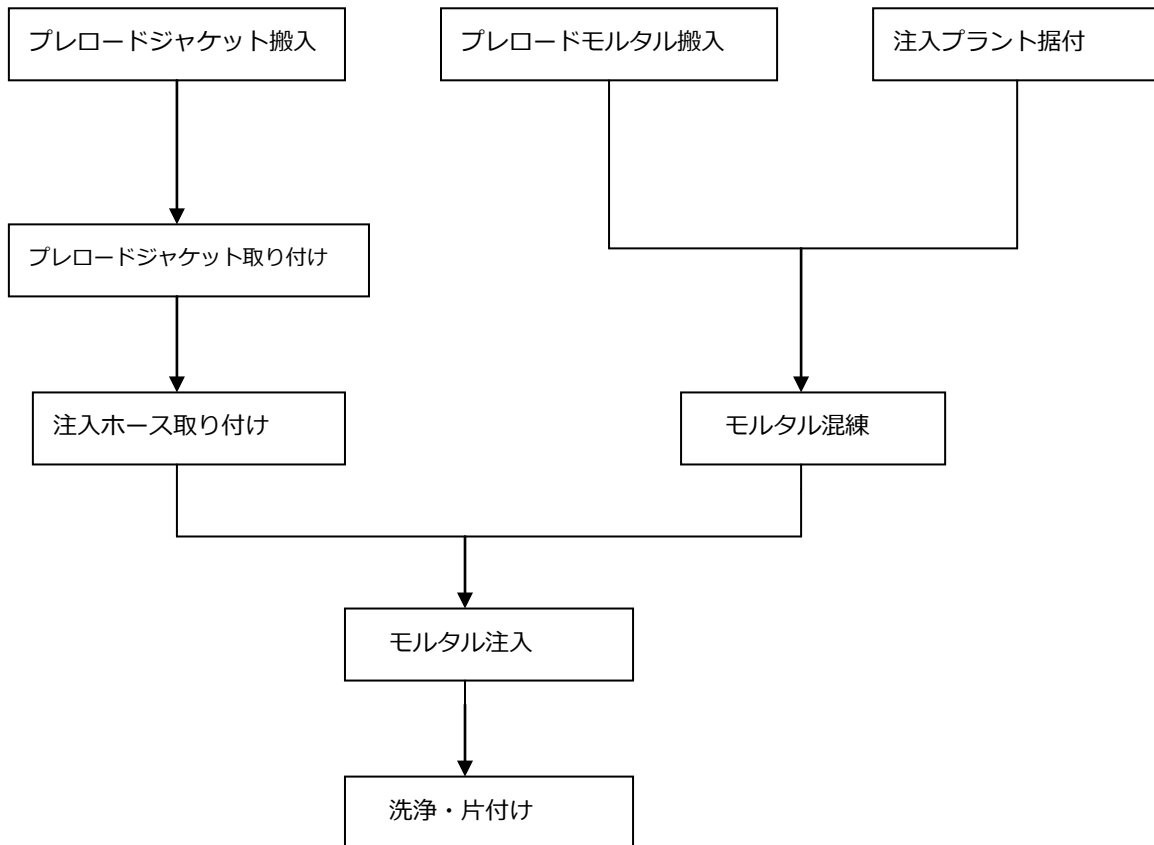 プレロードジャケット搬入
プレロードモルタル搬入
注入プラント据付
プレロードジャケット取り付け
注入ホース取り付け
モルタル混練
モルタル注入
洗浄・片付け